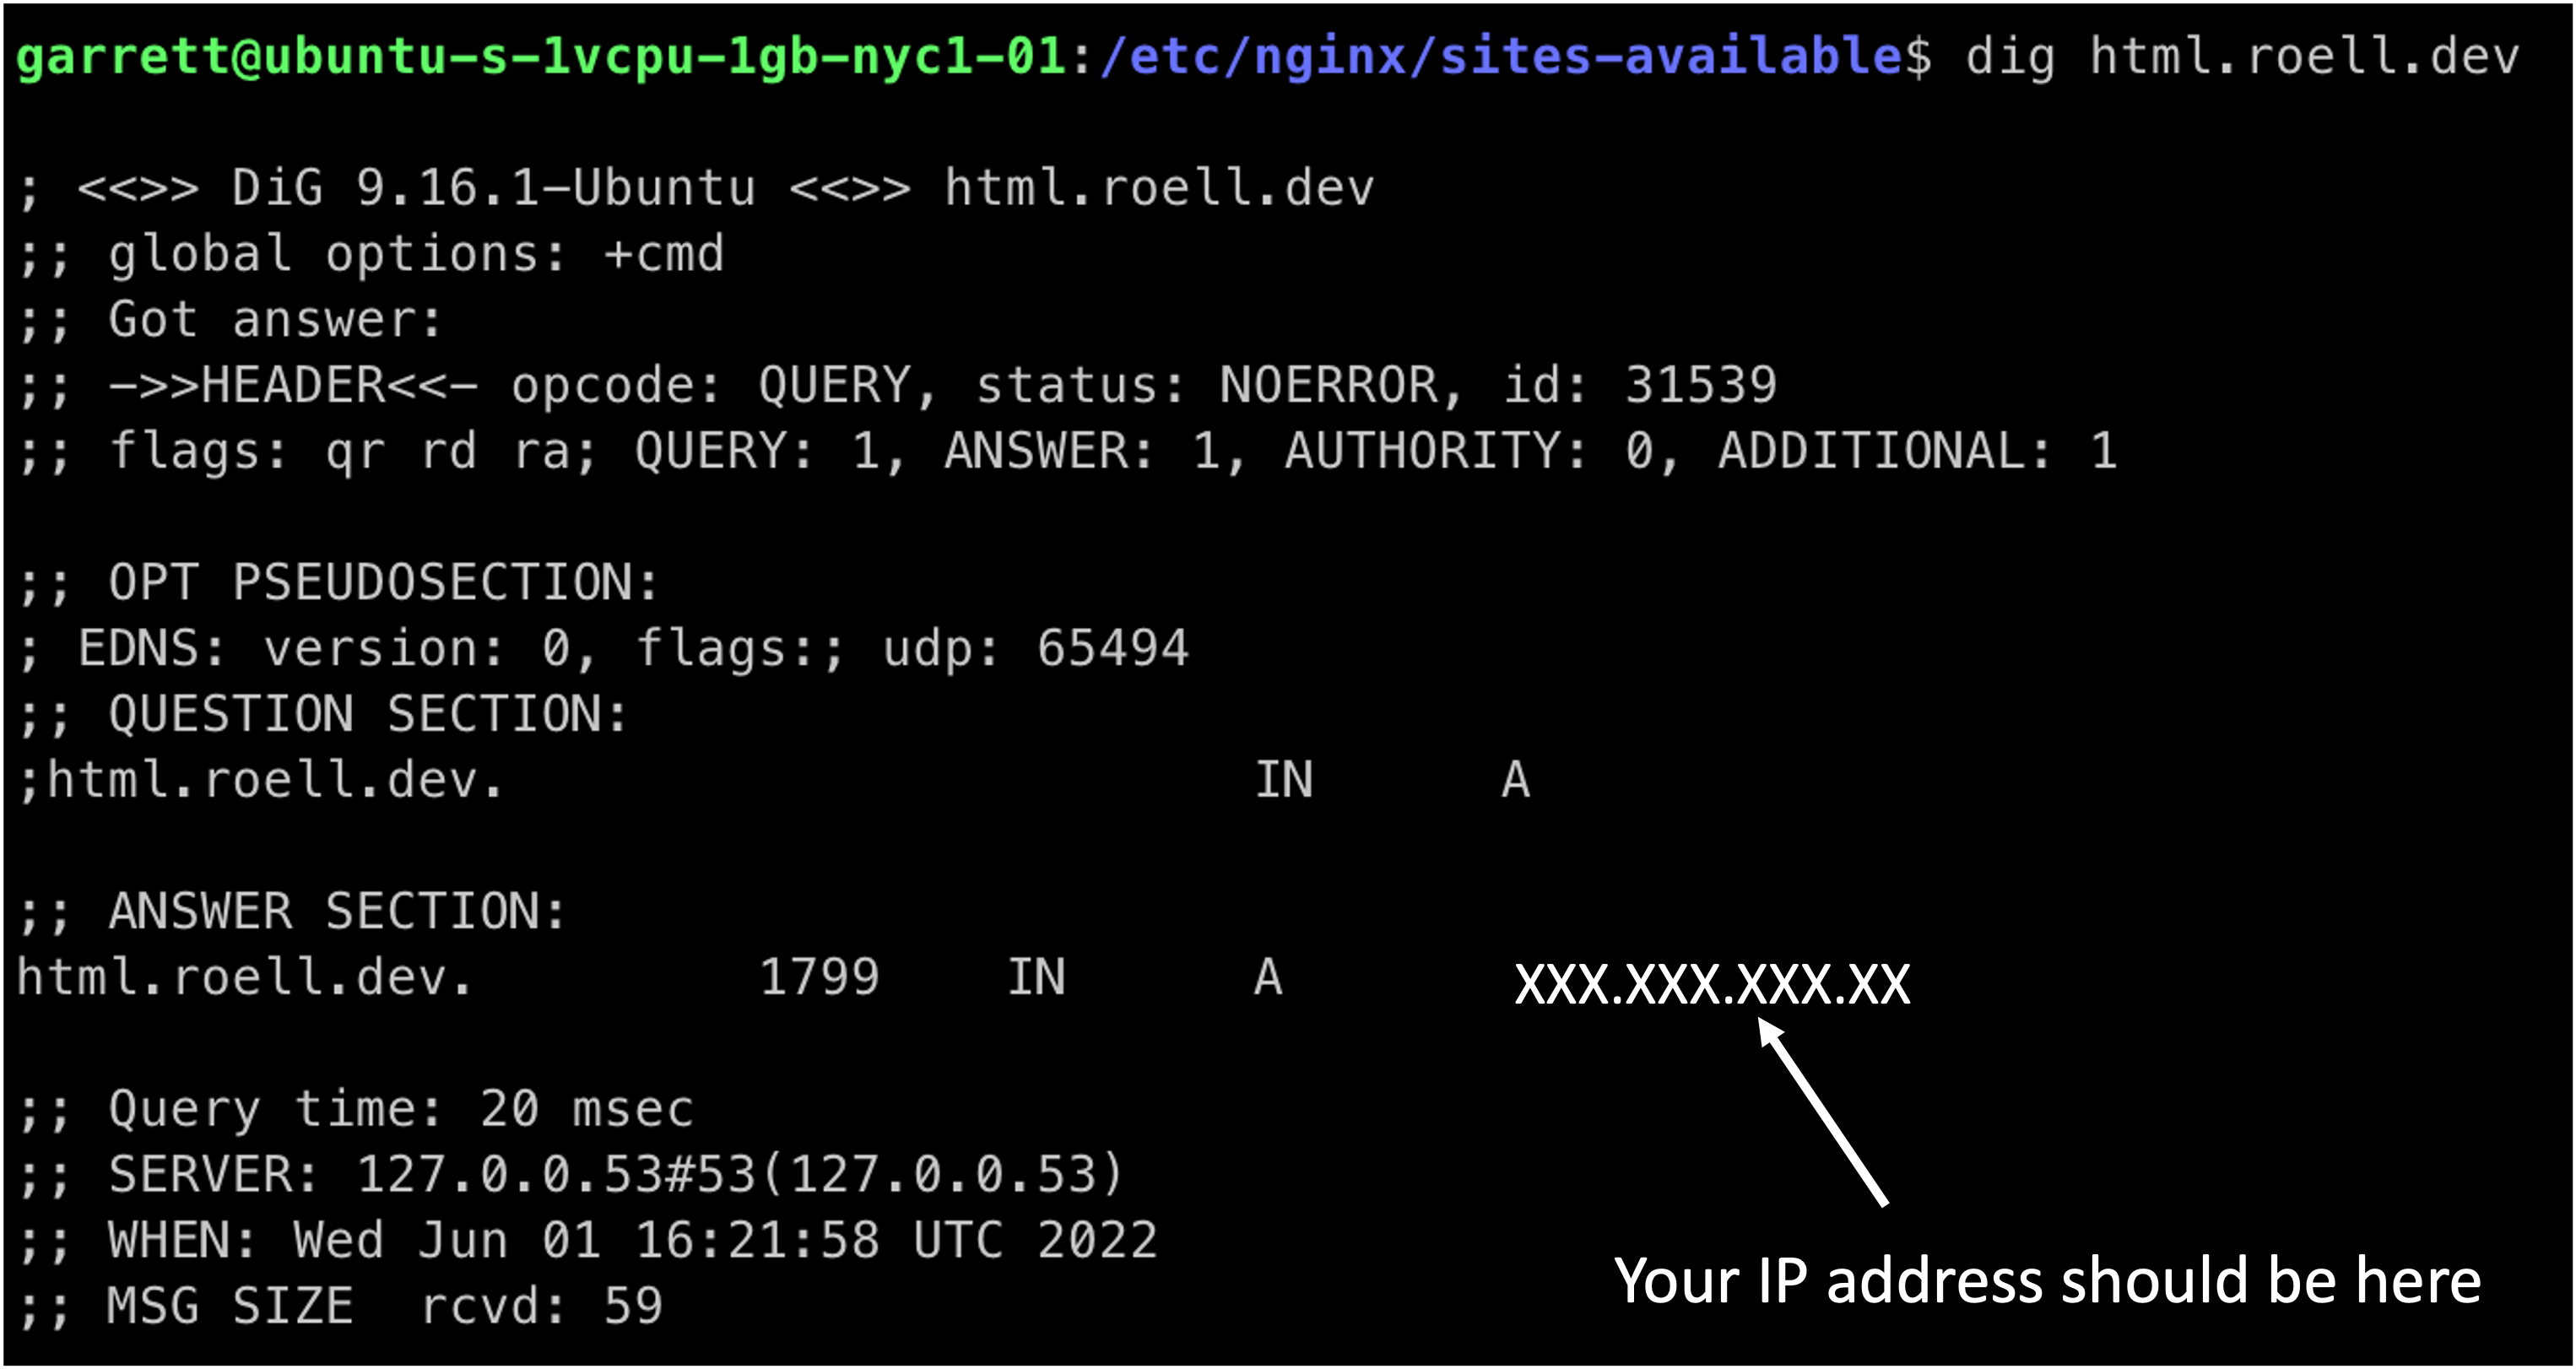 garrett@ubuntu-s-1vcpu-1gb-nyc1-01:/etc/nginx/sites-available$ dig html.roell.dev
; <<>> DiG 9.16.1-Ubuntu <<>> html.roell.dev
;; global options: +cmd
;; Got answer:
;; ->>HEADER<<- opcode: QUERY, status: NOERROR, id: 31539
;; flags: qr rd ra; QUERY: 1, ANSWER: 1, AUTHORITY: 0, ADDITIONAL: 1
;; OPT PSEUDOSECTION:
; EDNS: version: 0, flags:; udp: 65494
;; QUESTION SECTION:
;html.roell.dev. IN A
;; ANSWER SECTION:
html.roell.dev. 1799 IN A XXX.XXX.XXX.XX
;; Query time: 20 msec
;; SERVER: 127.0.0.53#53(127.0.0.53)
;; WHEN: Wed Jun 01 16:21:58 UTC 2022
;; MSG SIZE  rcvd: 59
Your IP address should be here